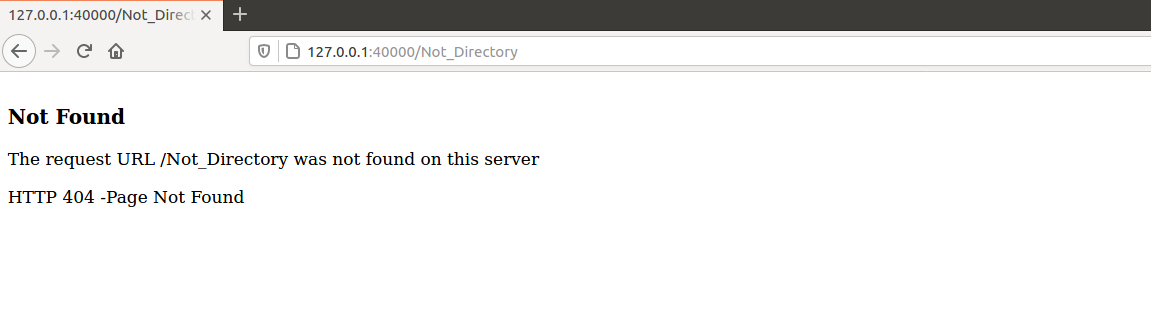 127.0.0.1:40000/Not_Direc
127.0.0.1:40000/Not_Directory
Not Found
The request URL /Not_Directory was not found on this server
HTTP 404 -Page Not Found